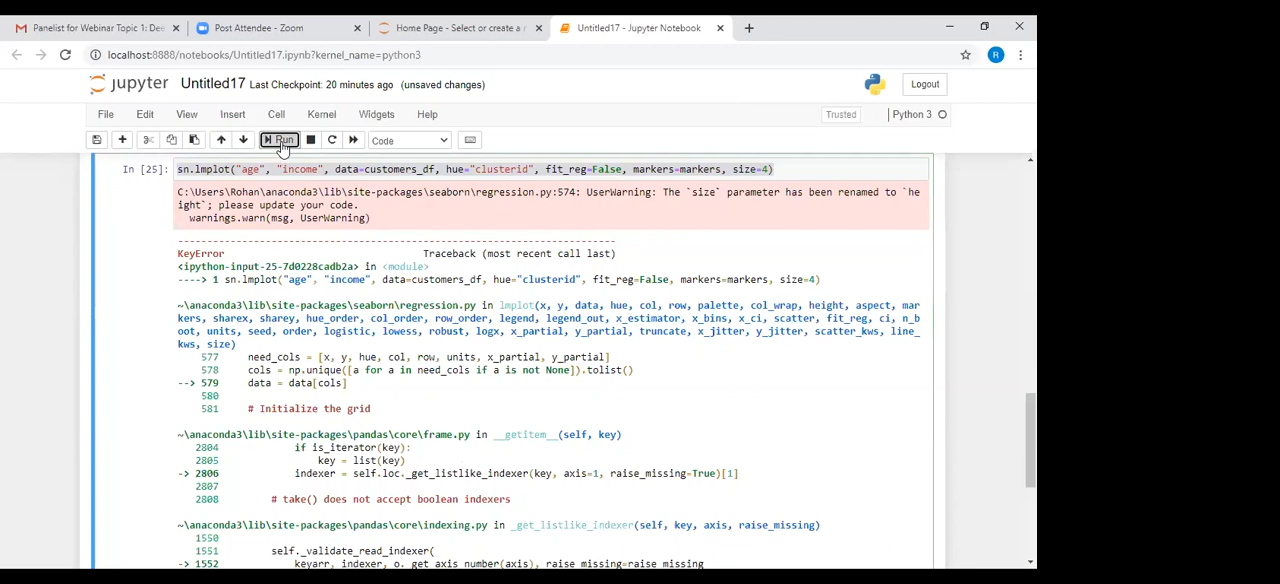 Panelist for Webinar Topic 1: Dee
Post Attendee - Zoom
Home Page - Select or create a n
Untitled17 - Jupyter Notebook
localhost:8888/notebooks/Untitled17.ipynb?kernel_name=python3
R
jupyter Untitled17 Last Checkpoint: 20 minutes ago (unsaved changes)
Logout
File Edit View Insert Cell Kernel Widgets Help
Trusted
Python 3
Run
Code
In [25]: sn.lmplot("age", "income", data=customers_df, hue="clusterid", fit_reg=False, markers=markers, size=4)
C:\Users\Rohan\anaconda3\lib\site-packages\seaborn\regression.py:574: UserWarning: The `size` parameter has been renamed to `he
ight`; please update your code.
warnings.warn(msg, UserWarning)
---------------------------------------------------------------------------
KeyError Traceback (most recent call last)
<ipython-input-25-7d0228cadb2a> in <module>
----> 1 sn.lmplot("age", "income", data=customers_df, hue="clusterid", fit_reg=False, markers=markers, size=4)
~\anaconda3\lib\site-packages\seaborn\regression.py in lmplot(x, y, data, hue, col, row, palette, col_wrap, height, aspect, mar
kers, sharex, sharey, hue_order, col_order, row_order, legend, legend_out, x_estimator, x_bins, x_ci, scatter, fit_reg, ci, n_b
oot, units, seed, order, logistic, lowess, robust, logx, x_partial, y_partial, truncate, x_jitter, y_jitter, scatter_kws, line_
kws, size)
577 need_cols = [x, y, hue, col, row, units, x_partial, y_partial]
578 cols = np.unique([a for a in need_cols if a is not None]).tolist()
--> 579 data = data[cols]
580
581 # Initialize the grid
~\anaconda3\lib\site-packages\pandas\core\frame.py in __getitem__(self, key)
2804 if is_iterator(key):
2805 key = list(key)
-> 2806 indexer = self.loc._get_listlike_indexer(key, axis=1, raise_missing=True)[1]
2807
2808 # take() does not accept boolean indexers
~\anaconda3\lib\site-packages\pandas\core\indexing.py in _get_listlike_indexer(self, key, axis, raise_missing)
1550
1551 self._validate_read_indexer(
-> 1552 keyarr, indexer, o._get_axis_number(axis), raise_missing=raise_missing